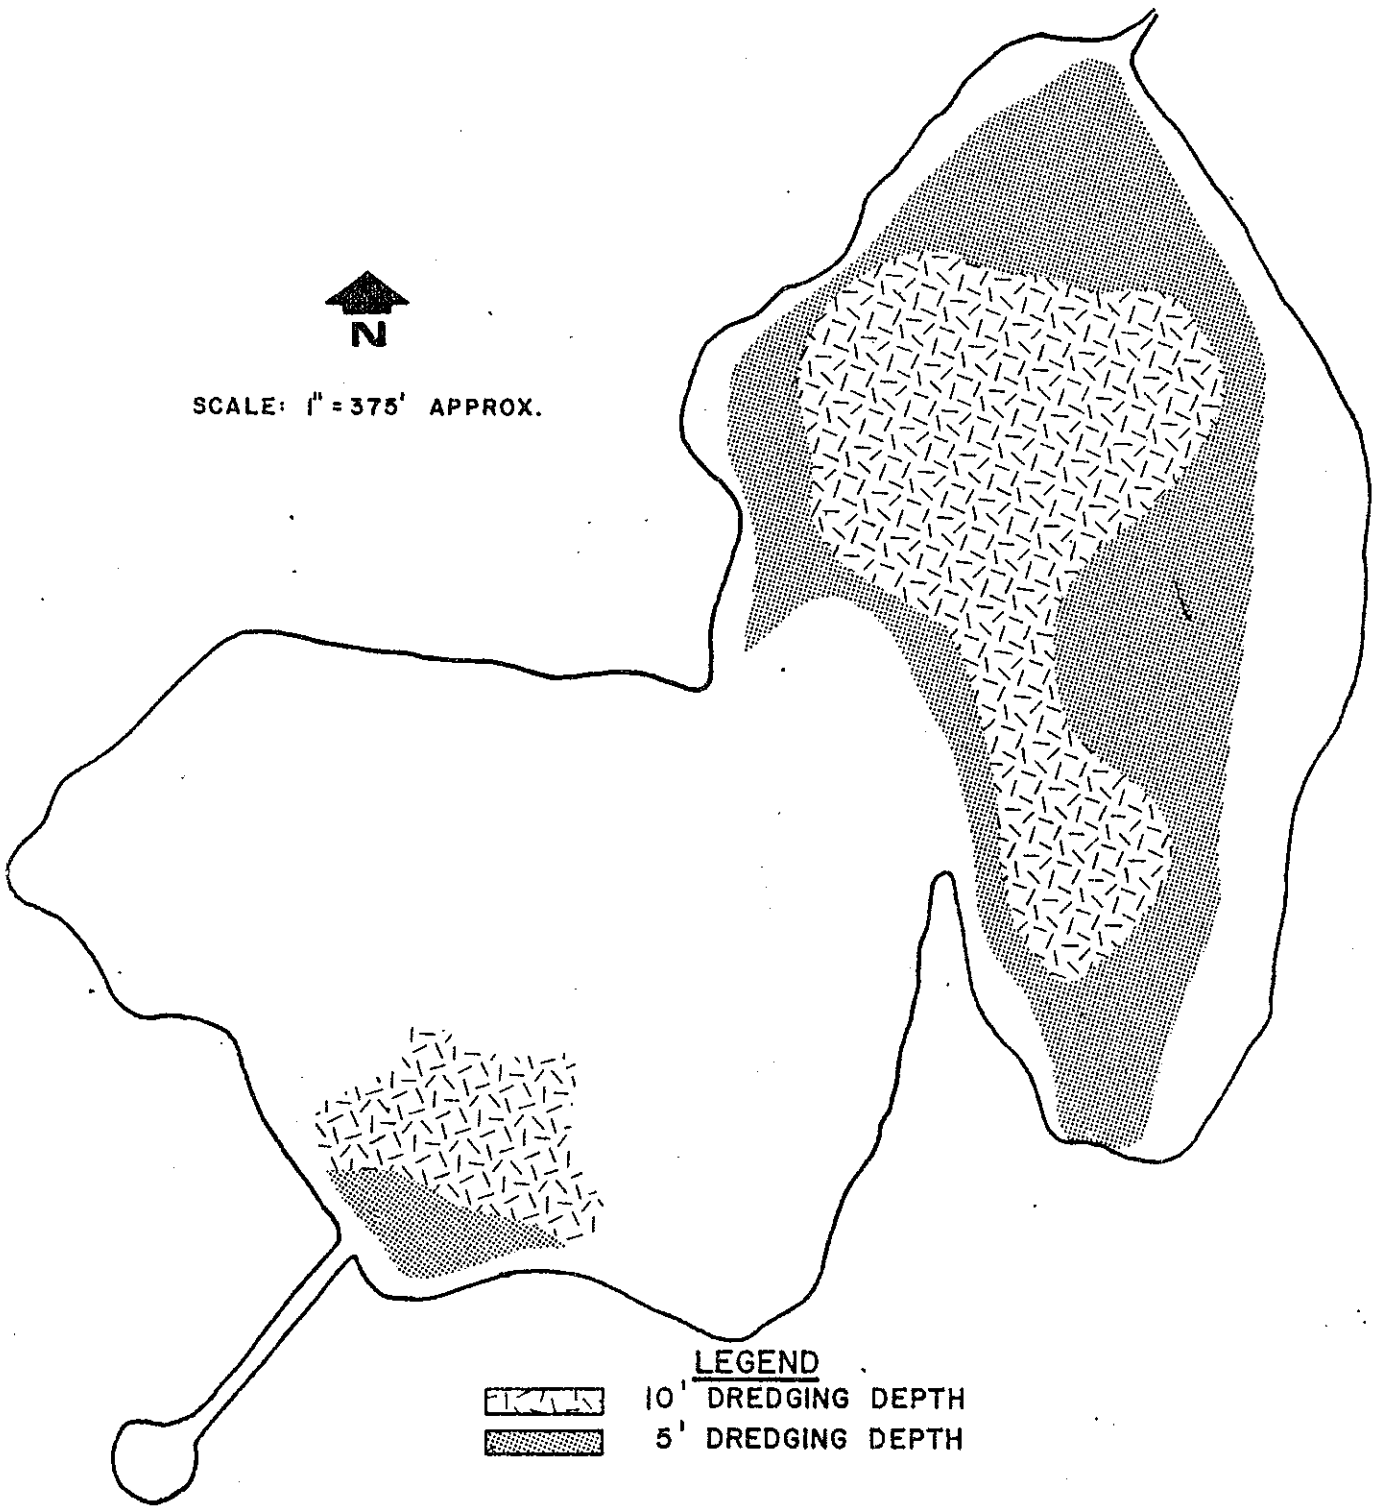 N
SCALE: 1" = 375' APPROX.
LEGEND
10' DREDGING DEPTH
5' DREDGING DEPTH